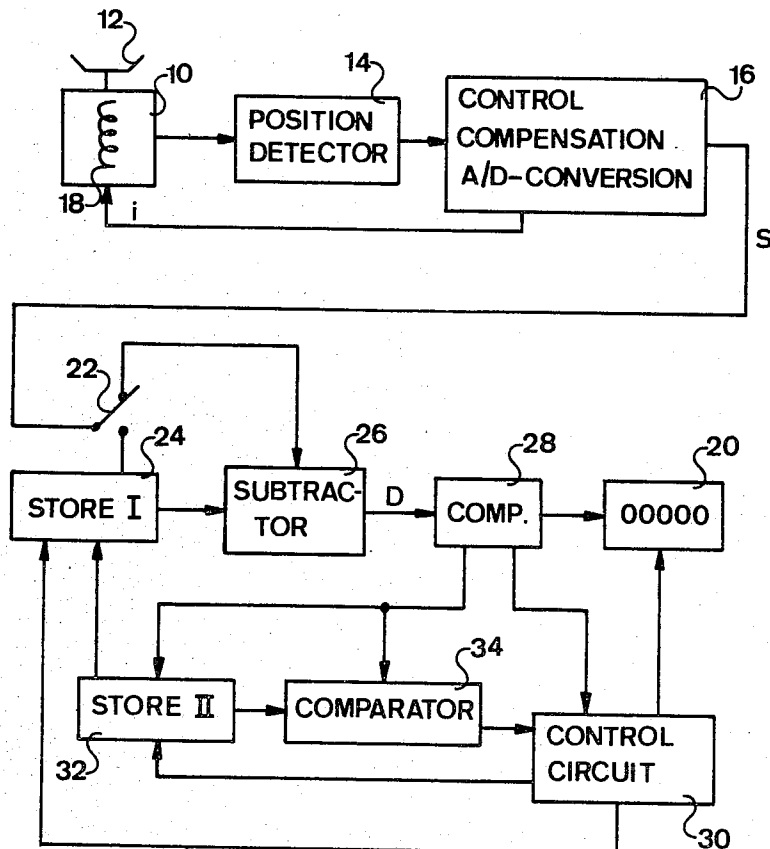 12
10
14
16
POSITION
DETECTOR
CONTROL
COMPENSATION
A/D-CONVERSION
18
i
S
22
24
26
28
20
STORE I
SUBTRAC-
TOR
D
COMP.
00000
34
STORE II
COMPARATOR
CONTROL
CIRCUIT
32
30